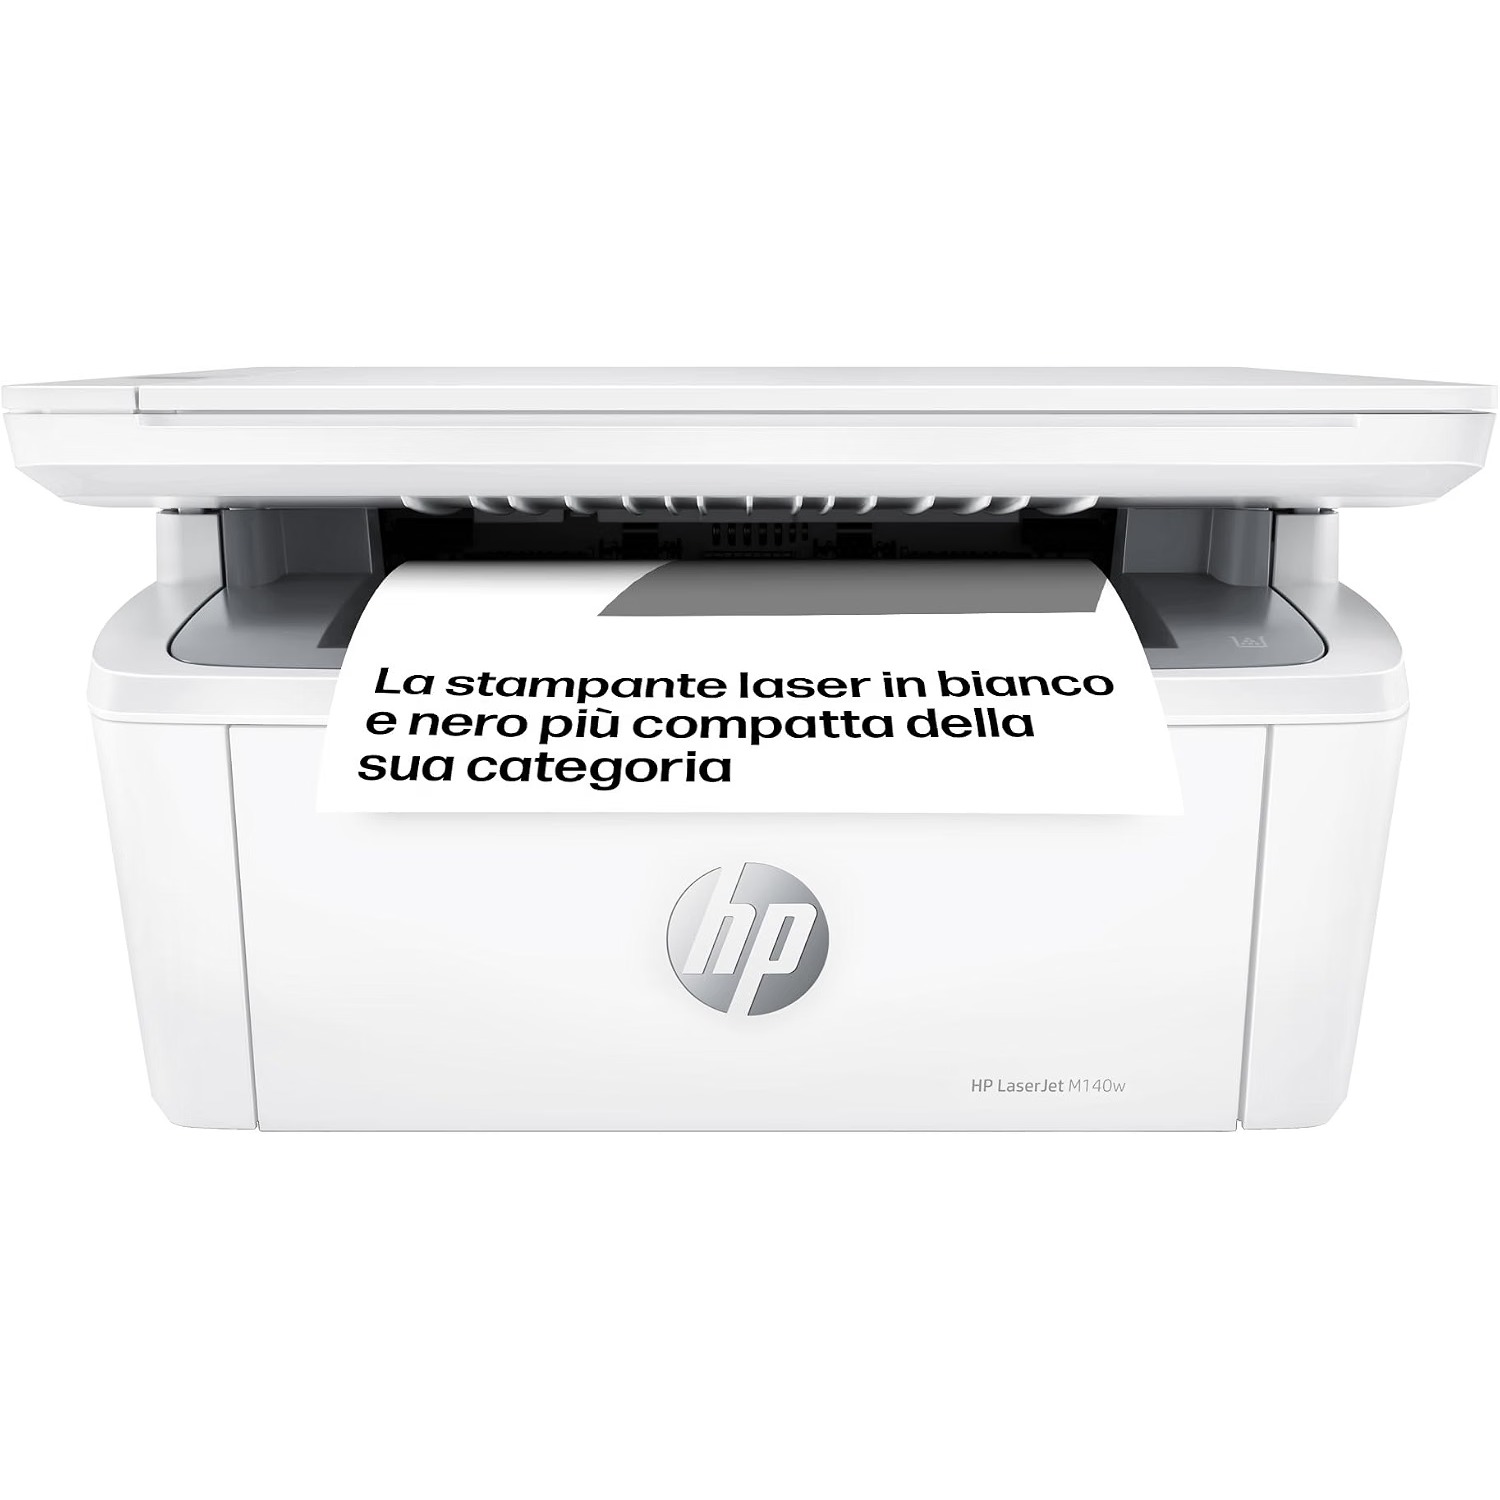 La stampante laser in bianco
e nero più compatta della
sua categoria
hp
HP LaserJet M140w